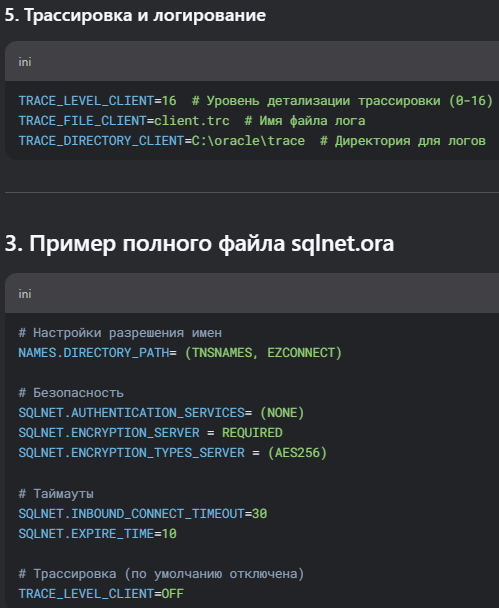 5. Трассировка и логирование
ini
TRACE_LEVEL_CLIENT=16  # Уровень детализации трассировки (0-16)
TRACE_FILE_CLIENT=client.trc  # Имя файла лога
TRACE_DIRECTORY_CLIENT=C:\oracle\trace  # Директория для логов
3. Пример полного файла sqlnet.ora
ini
# Настройки разрешения имен
NAMES.DIRECTORY_PATH= (TNSNAMES, EZCONNECT)
# Безопасность
SQLNET.AUTHENTICATION_SERVICES= (NONE)
SQLNET.ENCRYPTION_SERVER = REQUIRED
SQLNET.ENCRYPTION_TYPES_SERVER = (AES256)
# Таймауты
SQLNET.INBOUND_CONNECT_TIMEOUT=30
SQLNET.EXPIRE_TIME=10
# Трассировка (по умолчанию отключена)
TRACE_LEVEL_CLIENT=OFF